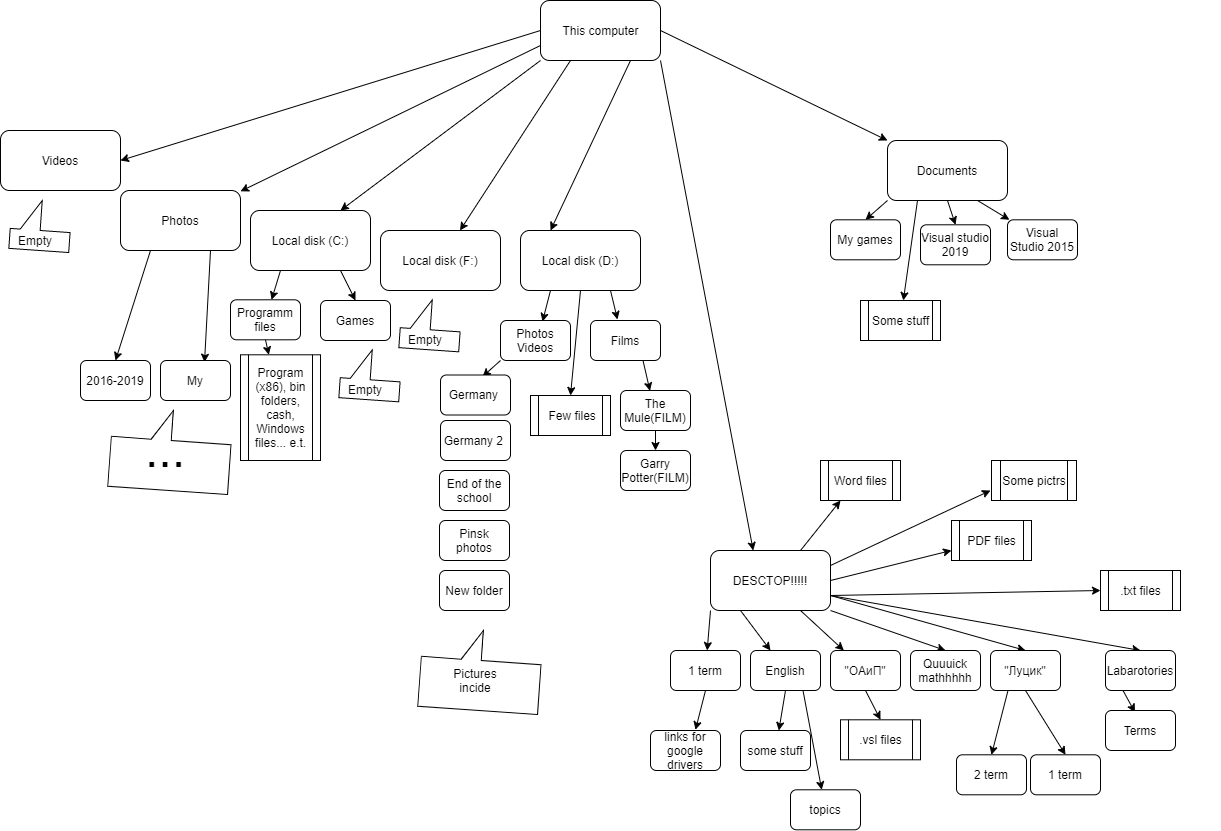 This computer
Videos
Empty
Photos
2016-2019
My
...
Local disk (C:)
Programm
files
Program
(x86), bin
folders,
cash,
Windows
files... e.t.
Games
Empty
Local disk (F:)
Empty
Local disk (D:)
Photos
Videos
Germany
Germany 2
End of the
school
Pinsk
photos
New folder
Pictures
incide
Few files
Films
The
Mule(FILM)
Garry
Potter(FILM)
Documents
My games
Some stuff
Visual studio
2019
Visual
Studio 2015
DESCTOP!!!!!
Word files
Some pictrs
PDF files
.txt files
1 term
links for
google
drivers
English
some stuff
topics
"ОАиП"
.vsl files
Quuuick
mathhhhh
"Луцик"
2 term
1 term
Labarotories
Terms